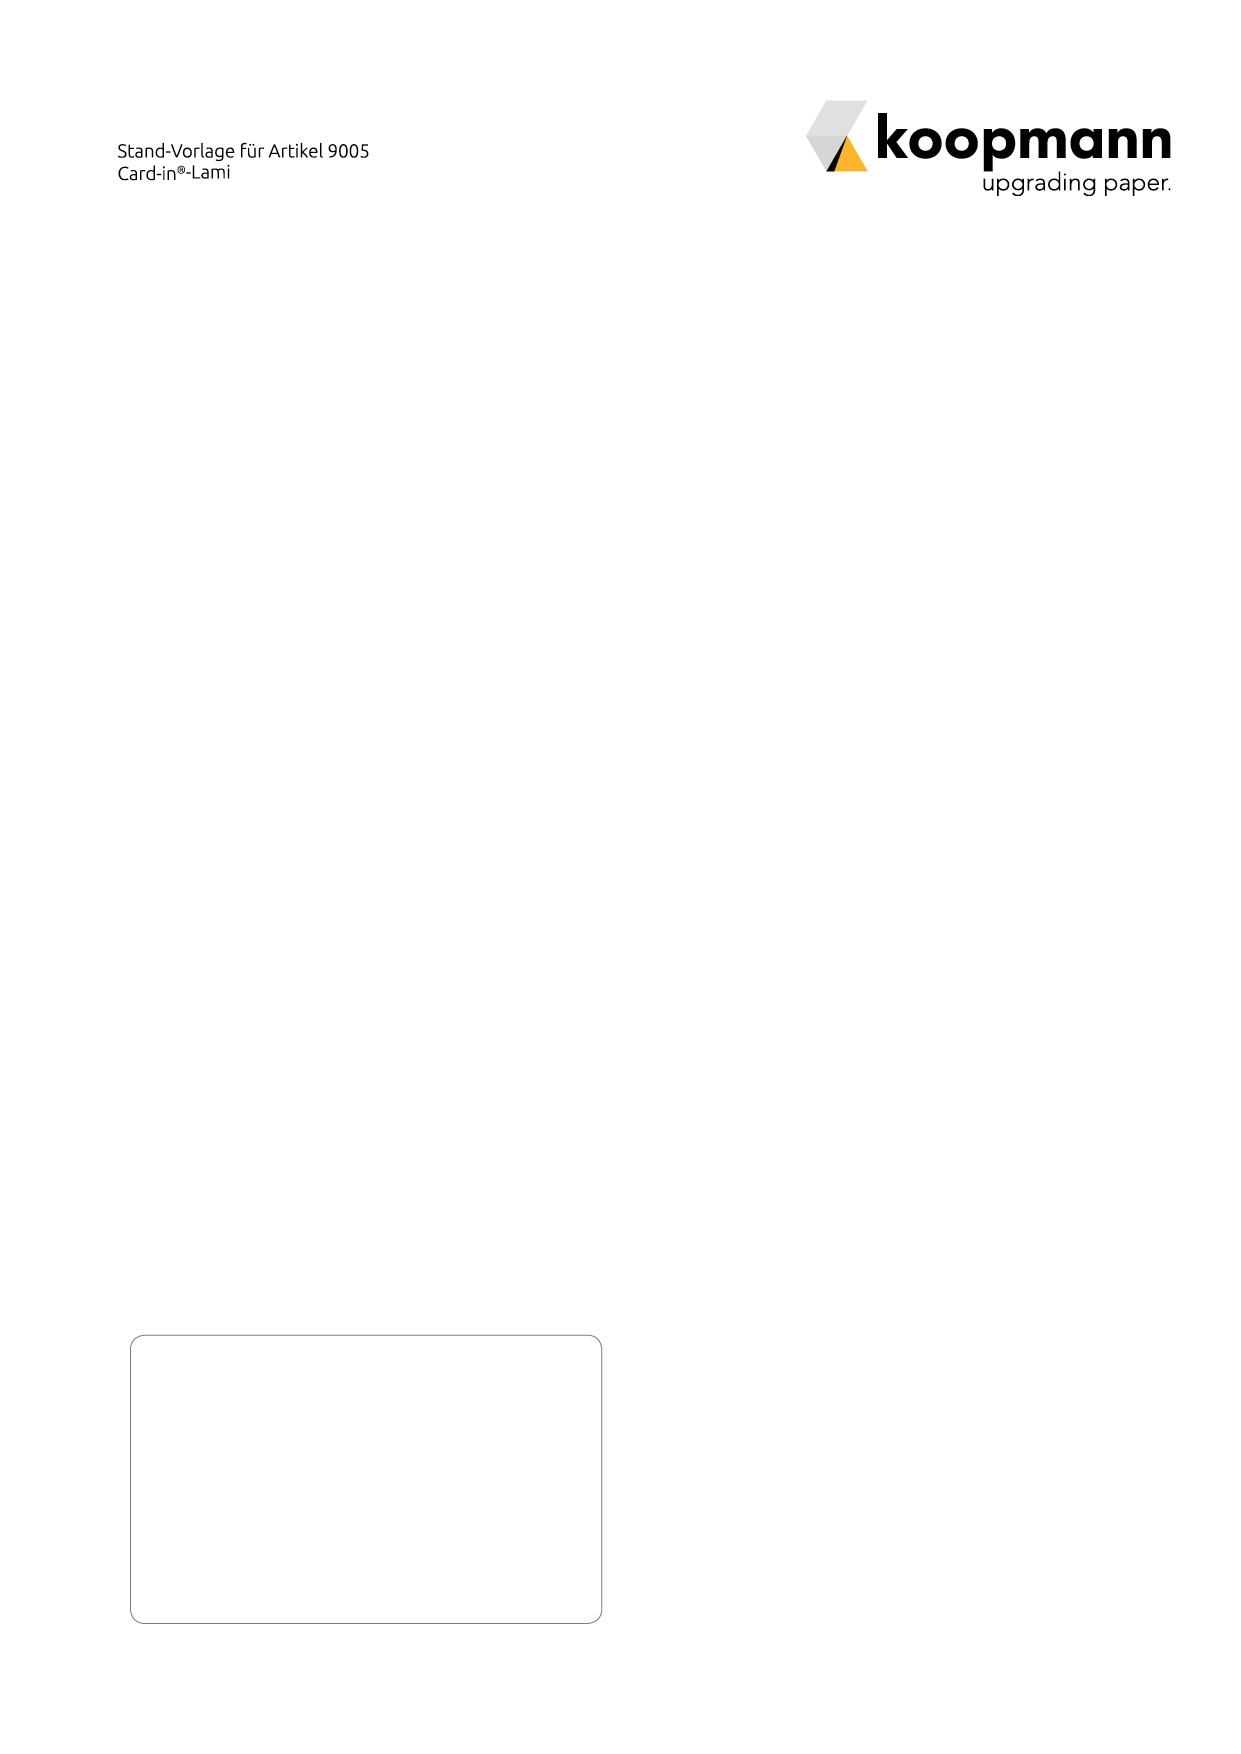 Stand-Vorlage für Artikel 9005
Card-in®-Lami
koopmann
upgrading paper.